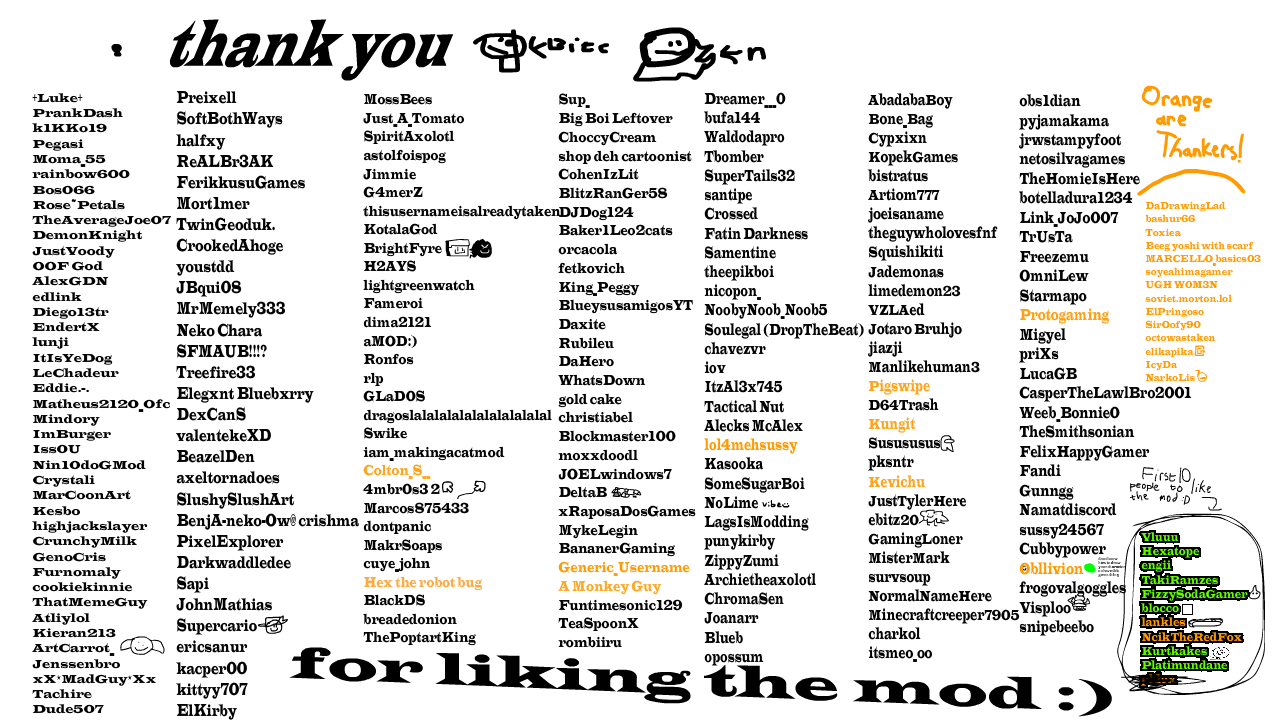 thank you
†Luke†
PrankDash
k1KKo19
Pegasi
Moma_55
rainbow600
Bos066
Rose~Petals
TheAverageJoe07
DemonKnight
JustVoody
OOF God
AlexGDN
edlink
Diego13tr
EndertX
lunji
ItIsYeDog
LeChadeur
Eddie.-.
Matheus2120_Ofc
Mindory
ImBurger
Iss0U
Nin10doGMod
Crystali
MarCoonArt
Kesbo
highjackslayer
CrunchyMilk
GenoCris
Furnomaly
cookiekinnie
ThatMemeGuy
Atliylol
Kieran213
ArtCarrot_
Jenssenbro
xX*MadGuy*Xx
Tachire
Dude507
Preixell
SoftBothWays
halfxy
ReALBr3AK
FerikkusuGames
Mort1mer
TwinGeoduk.
CrookedAhoge
youstdd
JBqui0S
MrMemely333
Neko Chara
SFMAUB!!!?
Treefire33
Elegxnt Bluebxrry
DexCanS
valentekeXD
BeazelDen
axeltornadoes
SlushySlushArt
BenjA-neko-Ow@crishma
PixelExplorer
Darkwaddledee
Sapi
JohnMathias
Supercario
ericsanur
kacper00
kittyy707
ElKirby
MossBees
Just_A_Tomato
SpiritAxolotl
astolfoispog
Jimmie
G4merZ
thisusernameisalreadytaken
KotalaGod
BrightFyre
H2AYS
lightgreenwatch
Fameroi
dima2121
aMOD:)
Ronfos
rlp
GLaD0S
dragoslalalalalalalalalalal
Swike
iam_makingacatmod
Colton_S_
4mbr0s3 2
Marcos875433
dontpanic
MakrSoaps
cuye_john
Hex the robot bug
BlackDS
breadedonion
ThePoptartKing
Sup_
Big Boi Leftover
ChoccyCream
shop deh cartoonist
CohenIzLit
BlitzRanGer58
DJDog124
Baker1Leo2cats
orcacola
fetkovich
King_Peggy
BlueysusamigosYT
Daxite
Rubileu
DaHero
WhatsDown
gold cake
christiabel
Blockmaster100
moxxdoodl
J0ELwindows7
DeltaB
xRaposaDosGames
MykeLegin
BananerGaming
Generic_Username
A Monkey Guy
Funtimesonic129
TeaSpoonX
rombiiru
Dreamer__0
bufa144
Waldodapro
Tbomber
SuperTails32
santipe
Crossed
Fatin Darkness
Samentine
theepikboi
nicopon_
NoobyNoob_Noob5
Soulegal (DropTheBeat)
chavezvr
iov
ItzAl3x745
Tactical Nut
Alecks McAlex
lol4mehsussy
Kasooka
SomeSugarBoi
NoLime
LagsIsModding
punykirby
ZippyZumi
Archietheaxolotl
ChromaSen
Joanarr
Blueb
opossum
AbadabaBoy
Bone_Bag
Cypxixn
KopekGames
bistratus
Artiom777
joeisaname
theguywholovesfnf
Squishikiti
Jademonas
limedemon23
VZLAed
Jotaro Bruhjo
jiazji
Manlikehuman3
Pigswipe
D64Trash
Kungit
Susususus
pksntr
Kevichu
JustTylerHere
ebitz20
GamingLoner
MisterMark
survsoup
NormalNameHere
Minecraftcreeper7905
charkol
itsmeo_oo
obs1dian
pyjamakama
jrwstampyfoot
netosilvagames
TheHomieIsHere
botelladura1234
Link_JoJo007
TrUsTa
Freezemu
OmniLew
Starmapo
Protogaming
Migyel
priXs
LucaGB
CasperTheLawlBro2001
Weeb_Bonnie0
TheSmithsonian
FelixHappyGamer
Fandi
Gunngg
Namatdiscord
sussy24567
Cubbypower
Oblivion
frogovalgoggles
Visploo
snipebeebo
Orange
are
Thankers!
DaDrawingLad
bashur66
Toxiea
Beeg yoshi with scarf
MARCELLO_basics03
soyeahimagamer
UGH W0M3N
soviet.morton.lol
ElPringoso
SirOofy90
octowastaken
elikapika
IcyDa
NarkoLis
First 10
people to like
the mod :D
Vluuu
Hexatope
engii
TakiRamzes
FizzySodaGamer
blocco
lankles
NcikTheRedFox
Kurtkakes
Platimundane
for liking the mod :)